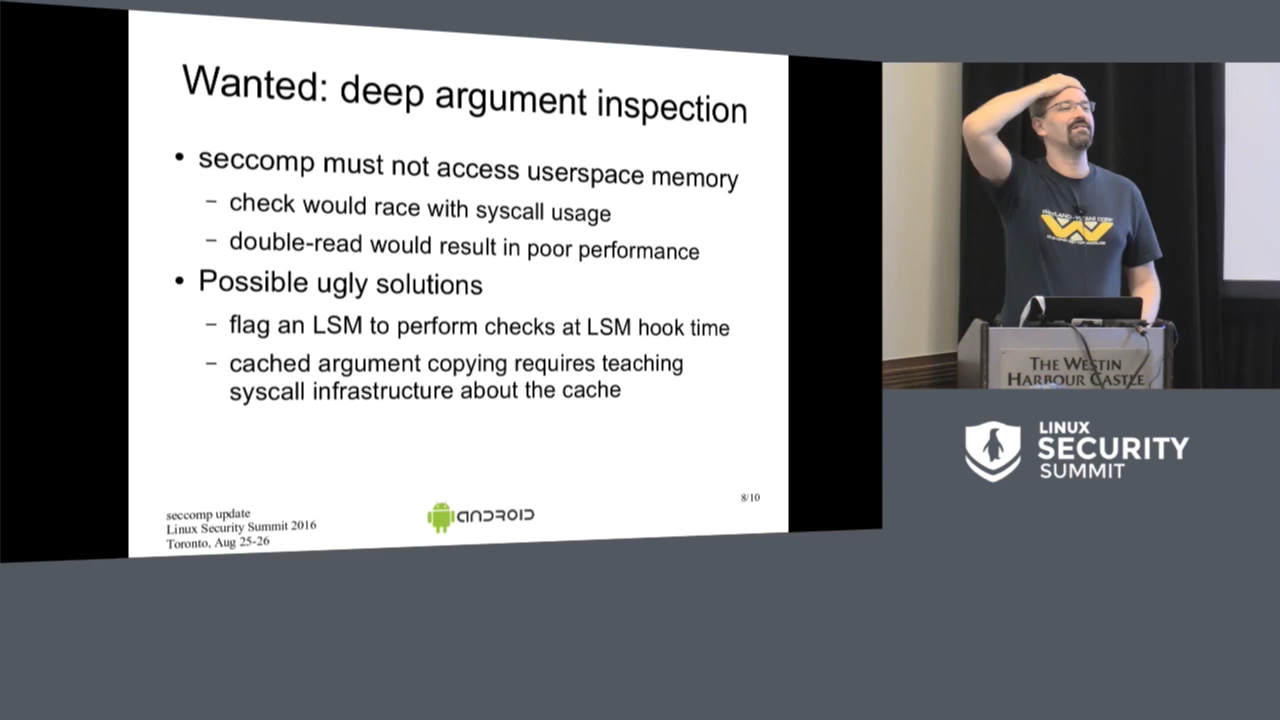 Wanted: deep argument inspection
• seccomp must not access userspace memory
– check would race with syscall usage
– double-read would result in poor performance
• Possible ugly solutions
– flag an LSM to perform checks at LSM hook time
– cached argument copying requires teaching
syscall infrastructure about the cache
seccomp update
Linux Security Summit 2016
Toronto, Aug 25-26
ANDROID
8/10
THE WESTIN
HARBOUR CASTLE
LINUX
SECURITY
SUMMIT